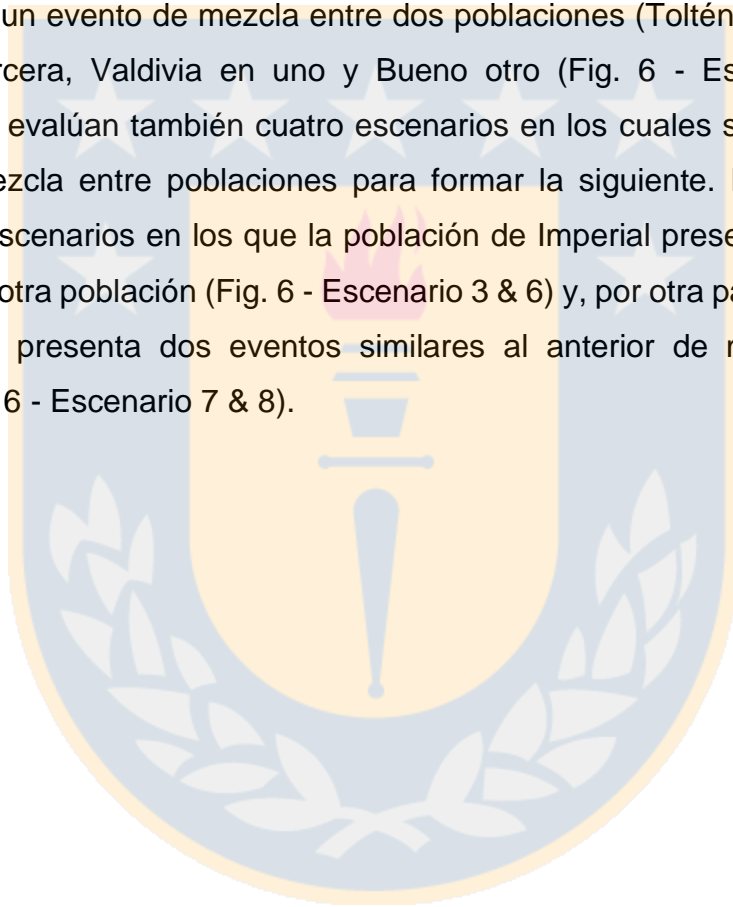 un evento de mezcla entre dos poblaciones (Toltén
rcera, Valdivia en uno y Bueno otro (Fig. 6 - Es
evalúan también cuatro escenarios en los cuales s
ezcla entre poblaciones para formar la siguiente.
scenarios en los que la población de Imperial prese
otra población (Fig. 6 - Escenario 3 & 6) y, por otra pa
presenta dos eventos similares al anterior de
6 - Escenario 7 & 8).